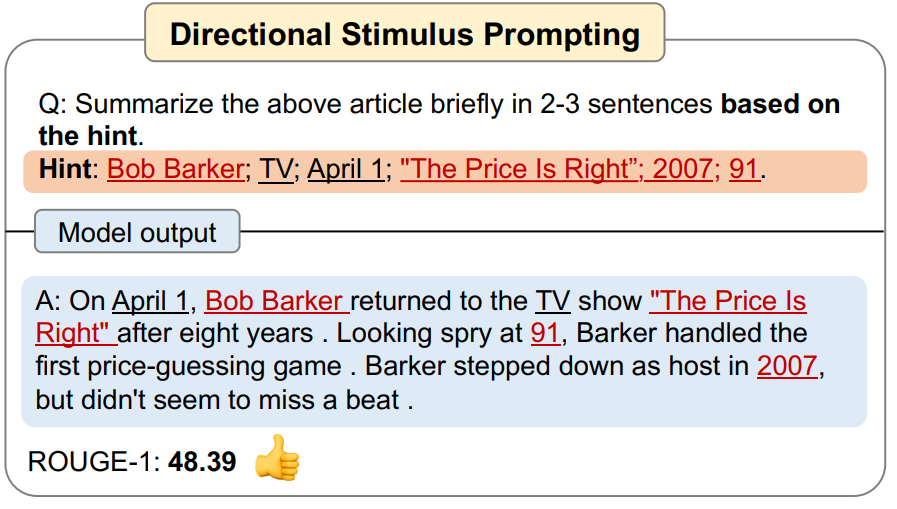 Directional Stimulus Prompting
Q: Summarize the above article briefly in 2-3 sentences based on
the hint.
Hint: Bob Barker; TV; April 1; "The Price Is Right”; 2007; 91.
Model output
A: On April 1, Bob Barker returned to the TV show "The Price Is
Right" after eight years . Looking spry at 91, Barker handled the
first price-guessing game . Barker stepped down as host in 2007,
but didn't seem to miss a beat .
ROUGE-1: 48.39